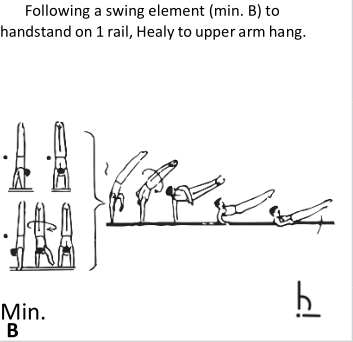 Following a swing element (min. B) to
handstand on 1 rail, Healy to upper arm hang.
Min.
B